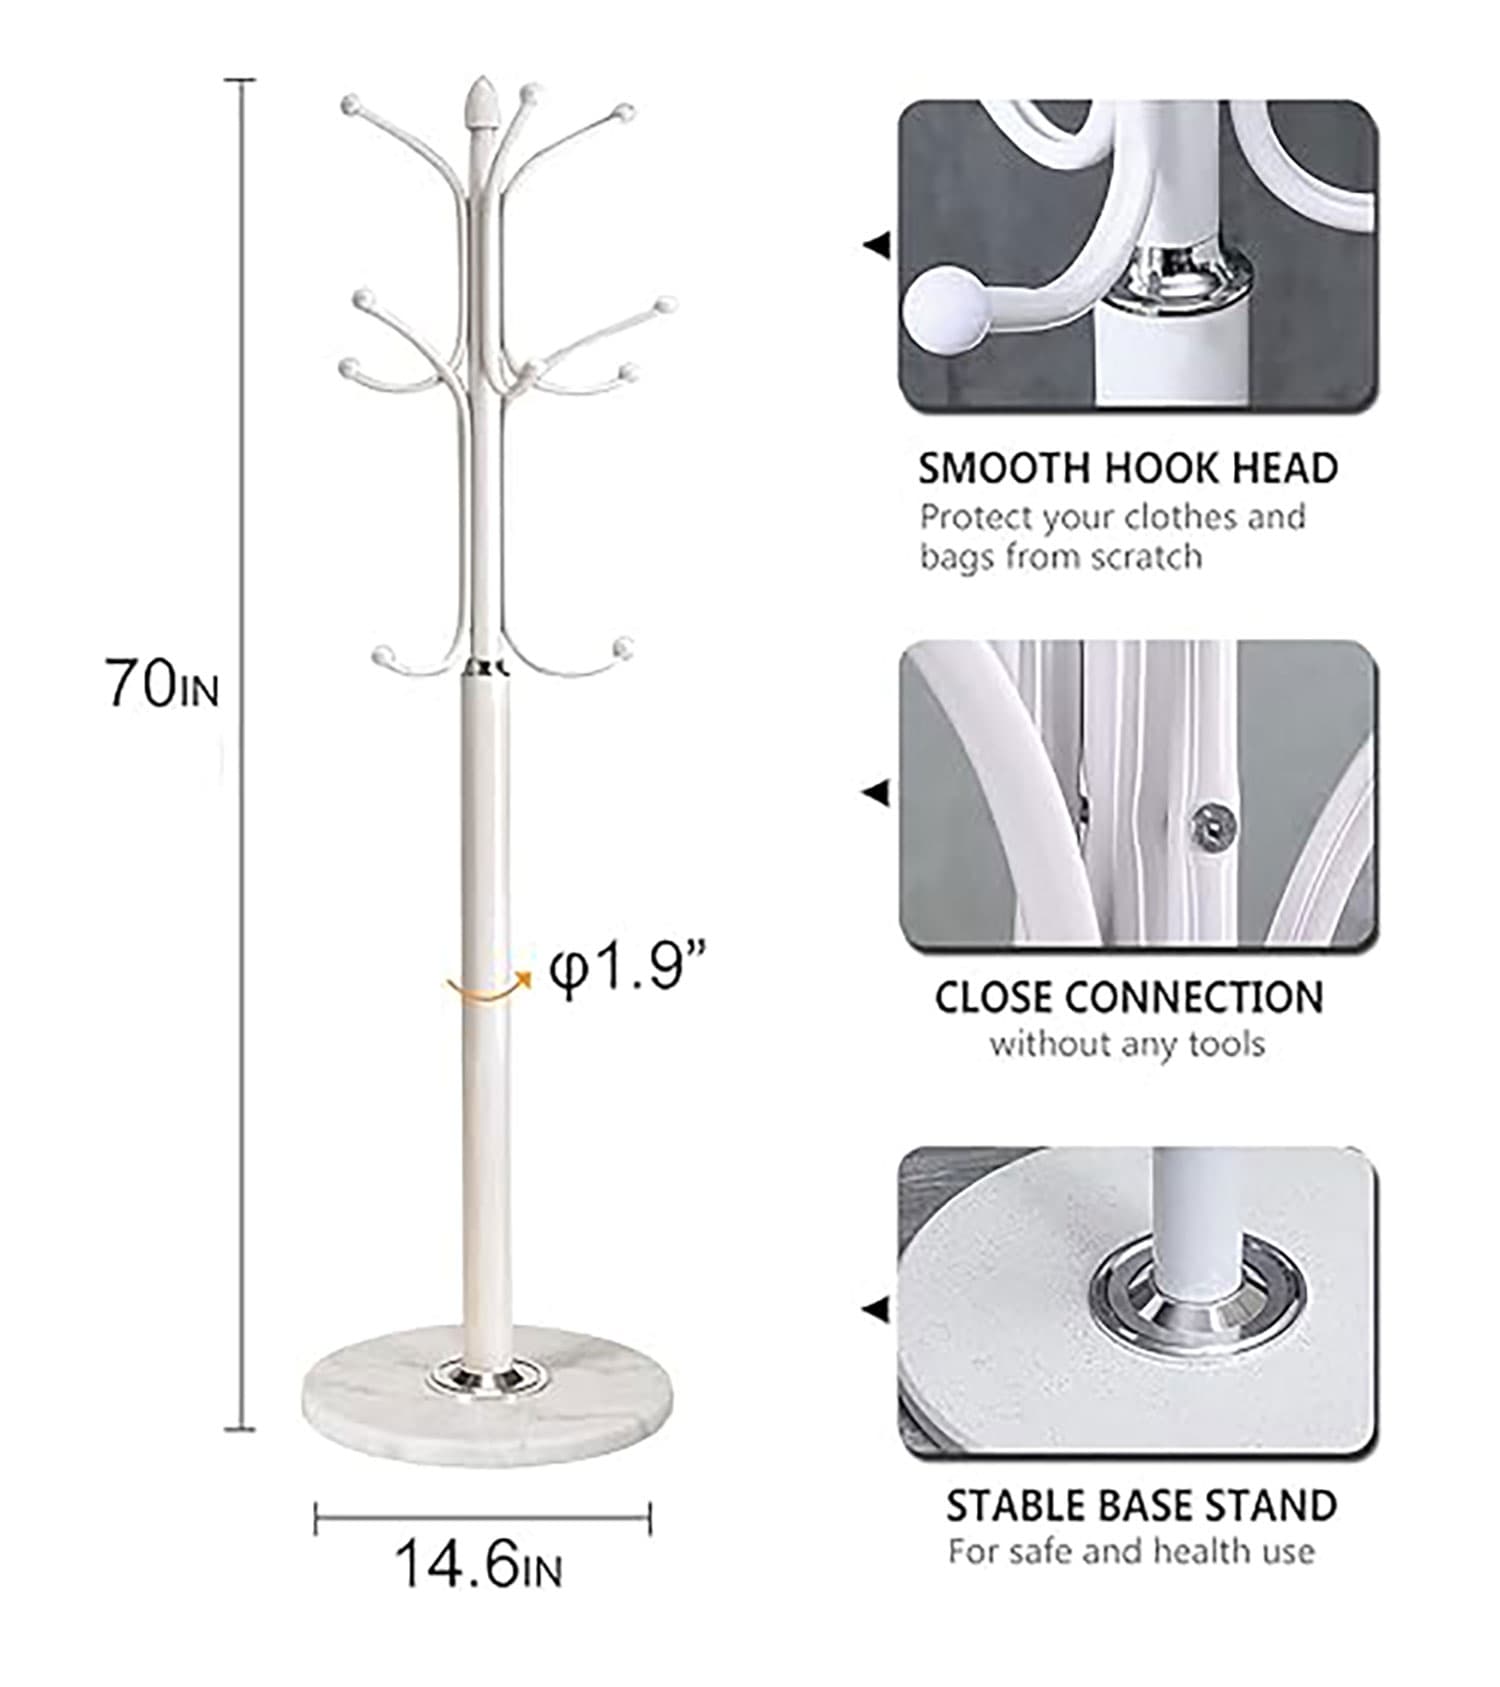 70IN
φ1.9”
14.6IN
SMOOTH HOOK HEAD
Protect your clothes and
bags from scratch
CLOSE CONNECTION
without any tools
STABLE BASE STAND
For safe and health use